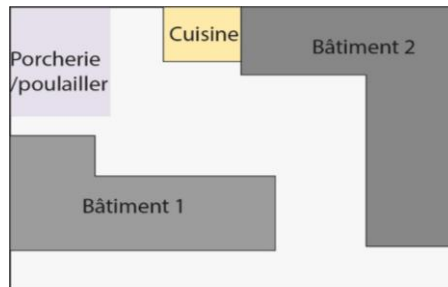 Porcherie
/poulailler
Cuisine
Bâtiment 2
Bâtiment 1